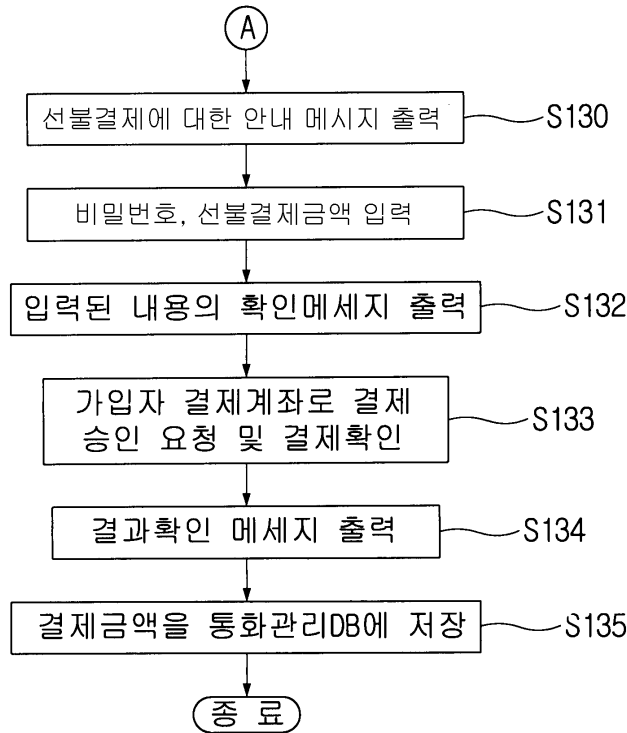 A
선불결제에 대한 안내 메시지 출력
S130
비밀번호, 선불결제금액 입력
S131
입력된 내용의 확인메세지 출력
S132
가입자 결제계좌로 결제
승인 요청 및 결제확인
S133
결과확인 메세지 출력
S134
결제금액을 통화관리DB에 저장
S135
종 료